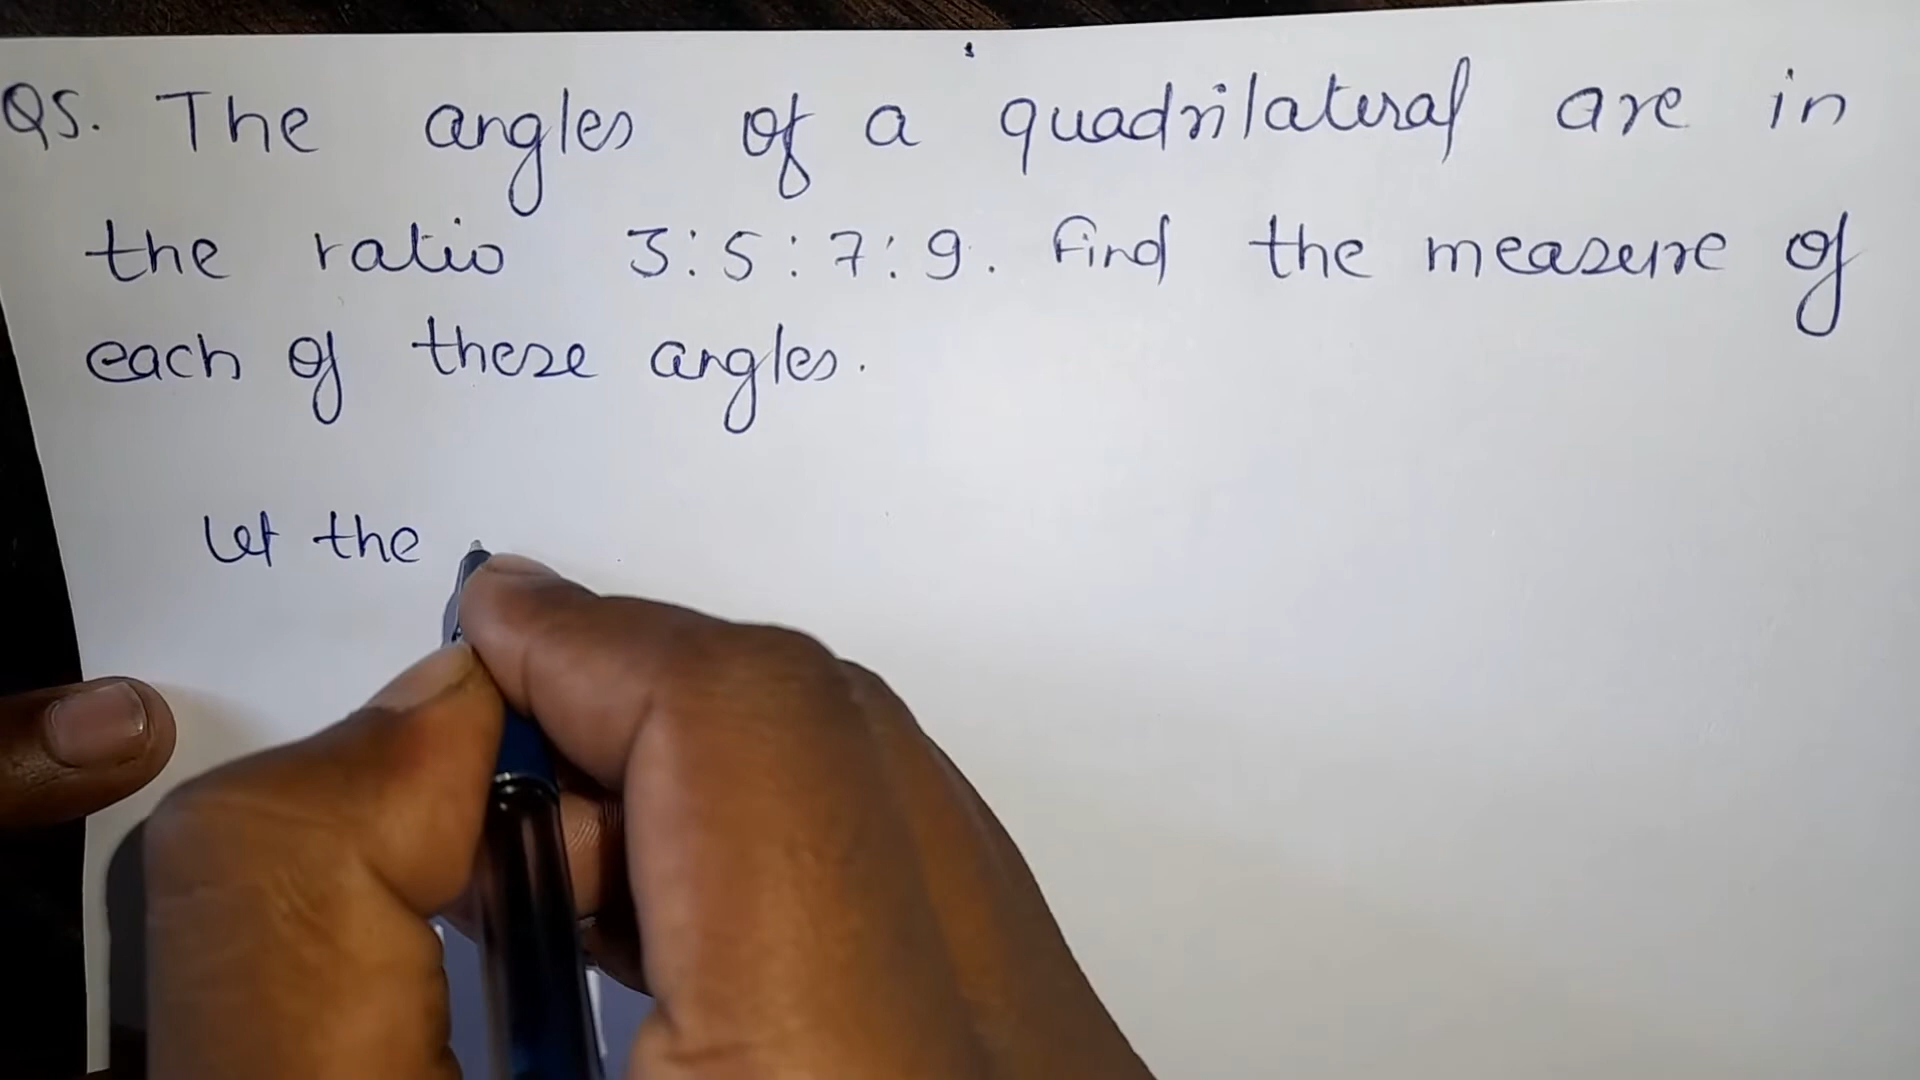 Q5. The angles of a quadrilateral are in
the ratio 3:5:7:9. Find the measure of
each of these angles.
Let the